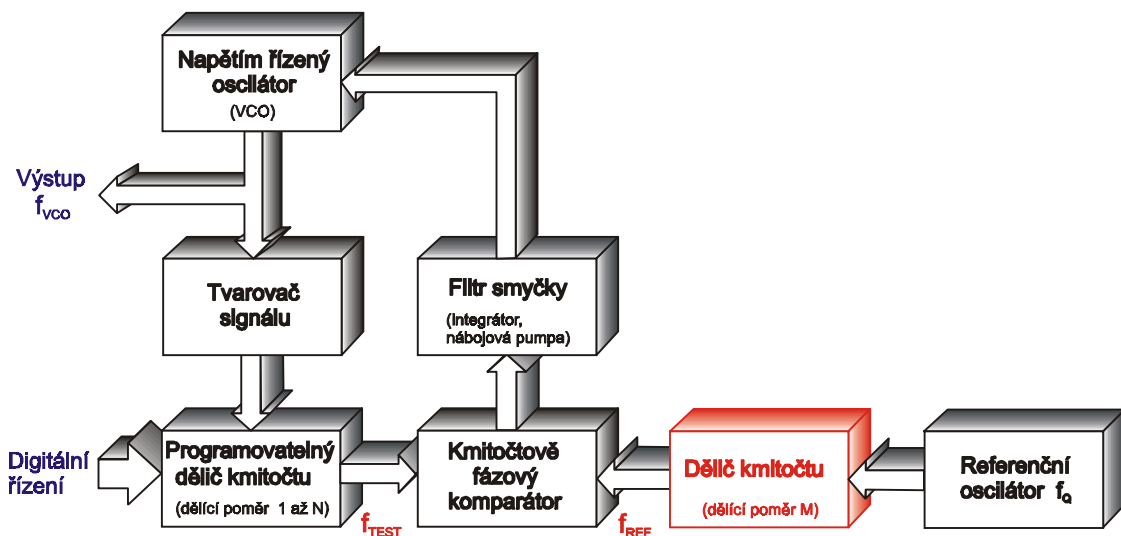 Napětím řízený
oscilátor
(VCO)
Výstup
fVCO
Tvarovač
signálu
Filtr smyčky
(integrátor,
nábojová pumpa)
Digitální
řízení
Programovatelný
dělič kmitočtu
(dělící poměr 1 až N)
fTEST
Kmitočtově
fázový
komparátor
fREF
Dělič kmitočtu
(dělící poměr M)
Referenční
oscilátor fQ